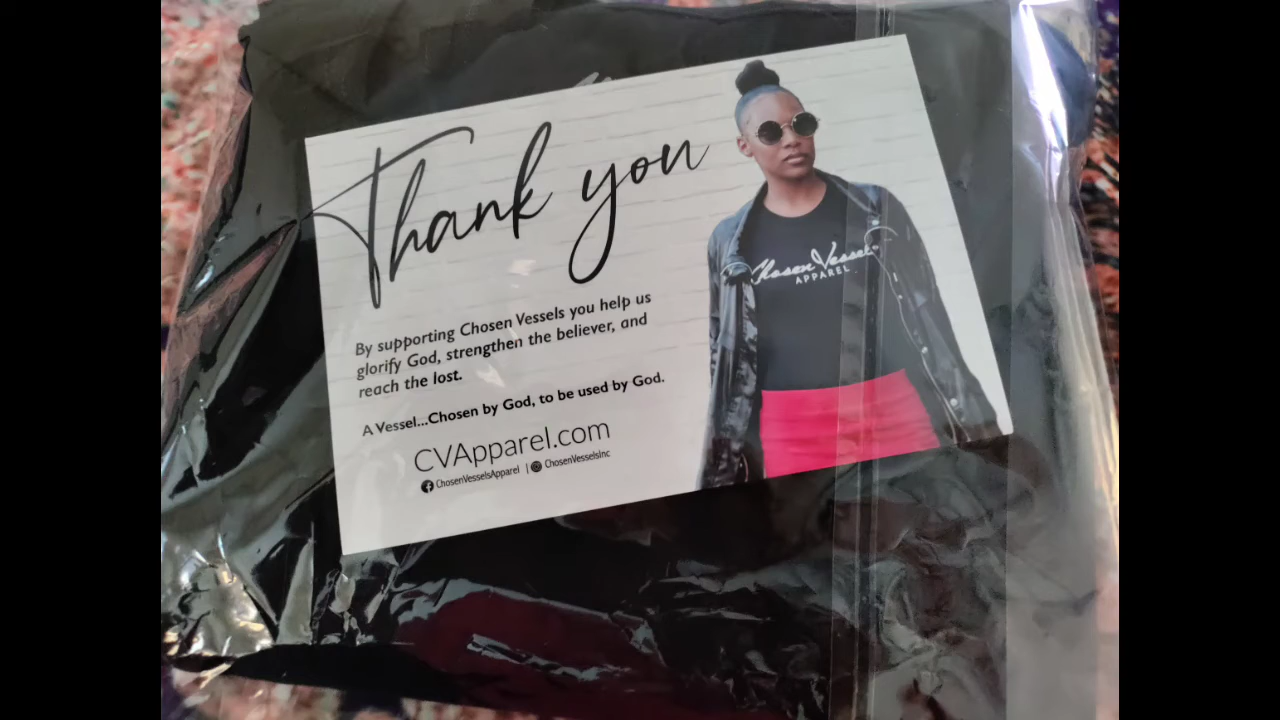 Thank you
By supporting Chosen Vessels you help us
glorify God, strengthen the believer, and
reach the lost.
A Vessel...Chosen by God, to be used by God.
CVApparel.com
ChosenVesselsApparel | ChosenVesselsInc
Chosen Vessels
APPAREL